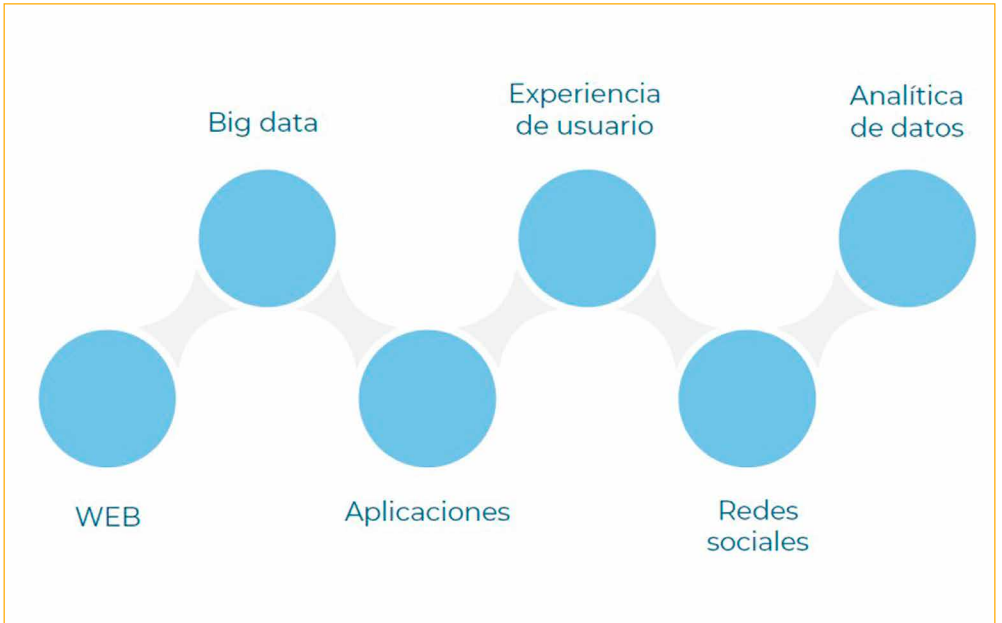 Big data
Experiencia
de usuario
Analítica
de datos
WEB
Aplicaciones
Redes
sociales